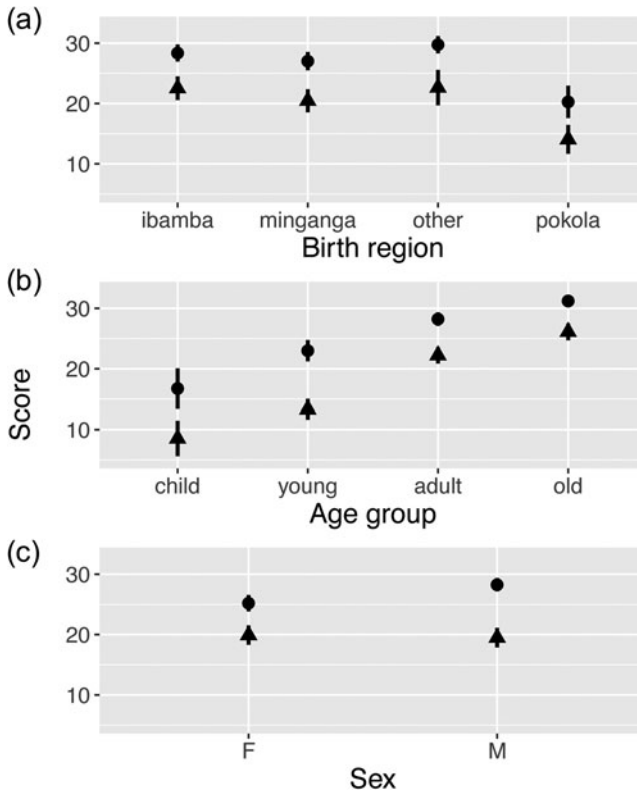 (a)
30
20
10
ibamba minganga other pokola
Birth region
(b)
30
20
10
Score
child young adult old
Age group
(c)
30
20
10
F M
Sex